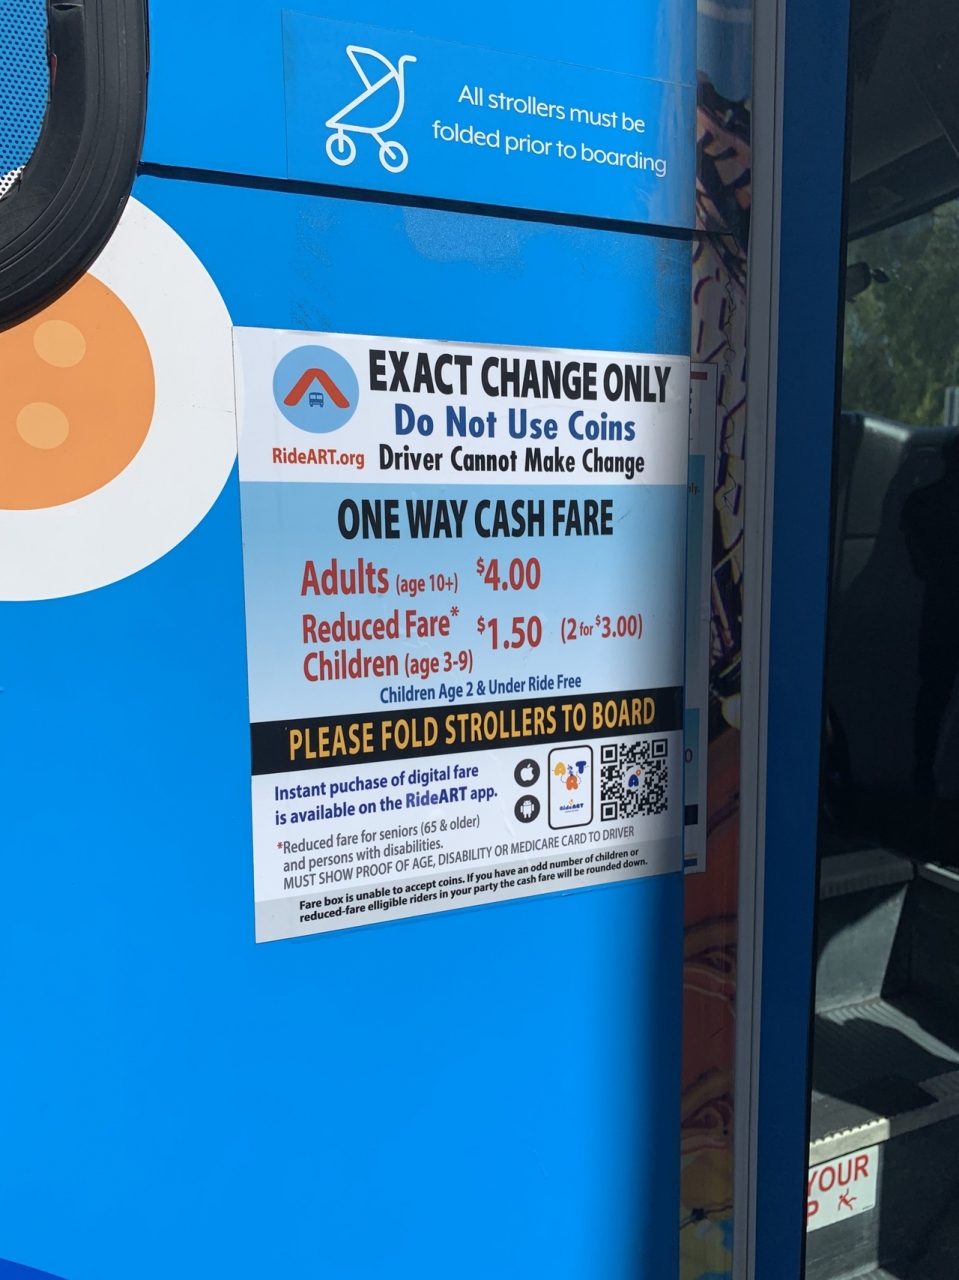 All strollers must be
folded prior to boarding
EXACT CHANGE ONLY
Do Not Use Coins
RideART.org Driver Cannot Make Change
ONE WAY CASH FARE
Adults (age 10+) $4.00
Reduced Fare* $1.50 (2 for $3.00)
Children (age 3-9)
Children Age 2 & Under Ride Free
PLEASE FOLD STROLLERS TO BOARD
Instant puchase of digital fare
is available on the RideART app.
ART
RideART
*Reduced fare for seniors (65 & older)
and persons with disabilities.
MUST SHOW PROOF OF AGE, DISABILITY OR MEDICARE CARD TO DRIVER
Fare box is unable to accept coins. If you have an odd number of children or
reduced-fare elligible riders in your party the cash fare will be rounded down.
YOUR
P